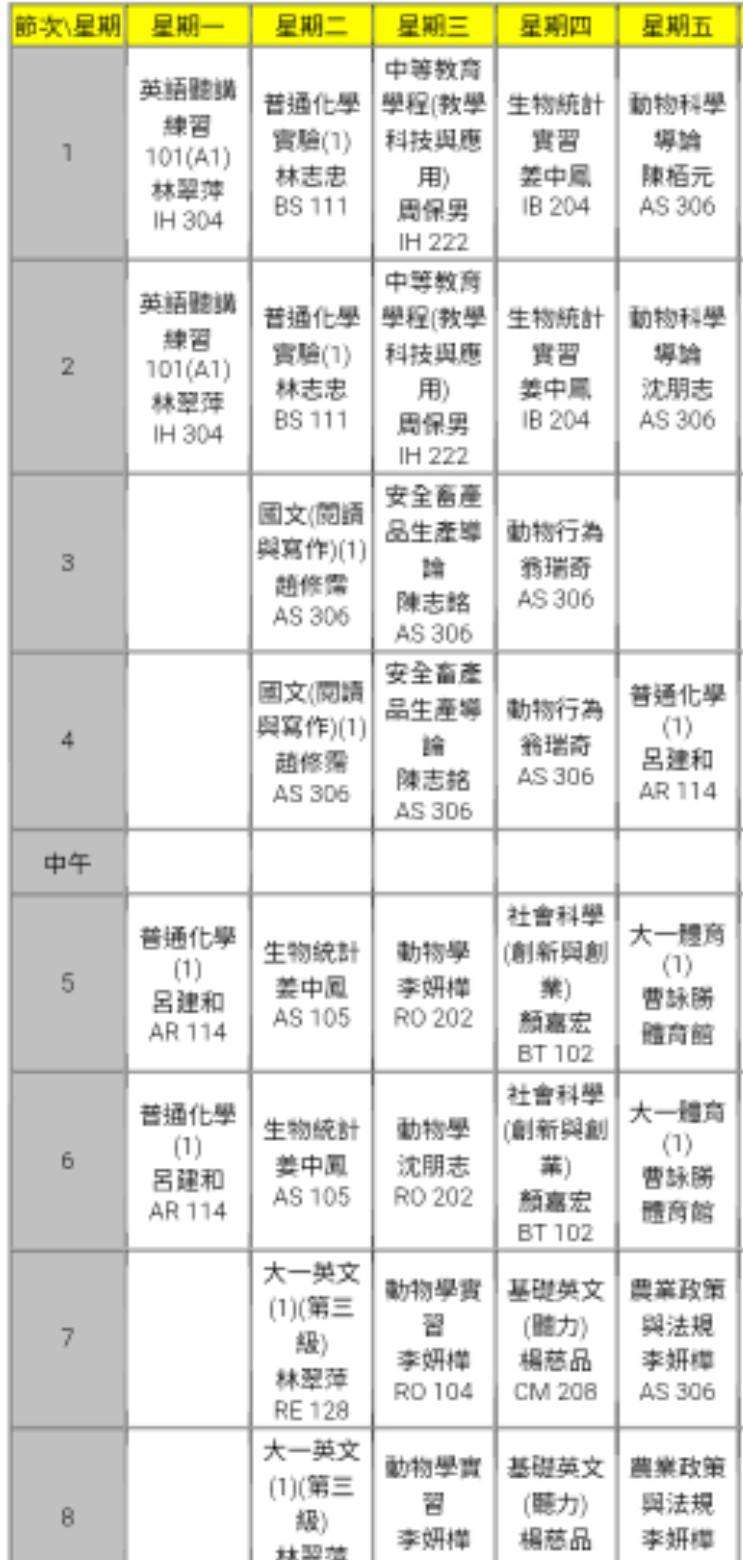 節次\星期 星期一 星期二 星期三 星期四 星期五
1
英語聽講
練習
101(A1)
林翠萍
IH 304
普通化學
實驗(1)
林志忠
BS 111
中等教育
學程(教學
科技與應
用)
周保男
IH 222
生物統計
實習
姜中鳳
IB 204
動物科學
導論
陳栢元
AS 306
2
英語聽講
練習
101(A1)
林翠萍
IH 304
普通化學
實驗(1)
林志忠
BS 111
中等教育
學程(教學
科技與應
用)
周保男
IH 222
生物統計
實習
姜中鳳
IB 204
動物科學
導論
沈朋志
AS 306
3
國文(閱讀
與寫作)(1)
趙修霈
AS 306
安全畜產
品生產導
論
陳志銘
AS 306
動物行為
翁瑞奇
AS 306
4
國文(閱讀
與寫作)(1)
趙修霈
AS 306
安全畜產
品生產導
論
陳志銘
AS 306
動物行為
翁瑞奇
AS 306
普通化學
(1)
呂建和
AR 114
中午
5
普通化學
(1)
呂建和
AR 114
生物統計
姜中鳳
AS 105
動物學
李妍樺
RO 202
社會科學
(創新與創
業)
顏嘉宏
BT 102
大一體育
(1)
曹詠勝
體育館
6
普通化學
(1)
呂建和
AR 114
生物統計
姜中鳳
AS 105
動物學
沈朋志
RO 202
社會科學
(創新與創
業)
顏嘉宏
BT 102
大一體育
(1)
曹詠勝
體育館
7
大一英文
(1)(第三
級)
林翠萍
RE 128
動物學實
習
李妍樺
RO 104
基礎英文
(聽力)
楊慈品
CM 208
農業政策
與法規
李妍樺
AS 306
8
大一英文
(1)(第三
級)
林翠萍
動物學實
習
李妍樺
基礎英文
(聽力)
楊慈品
農業政策
與法規
李妍樺